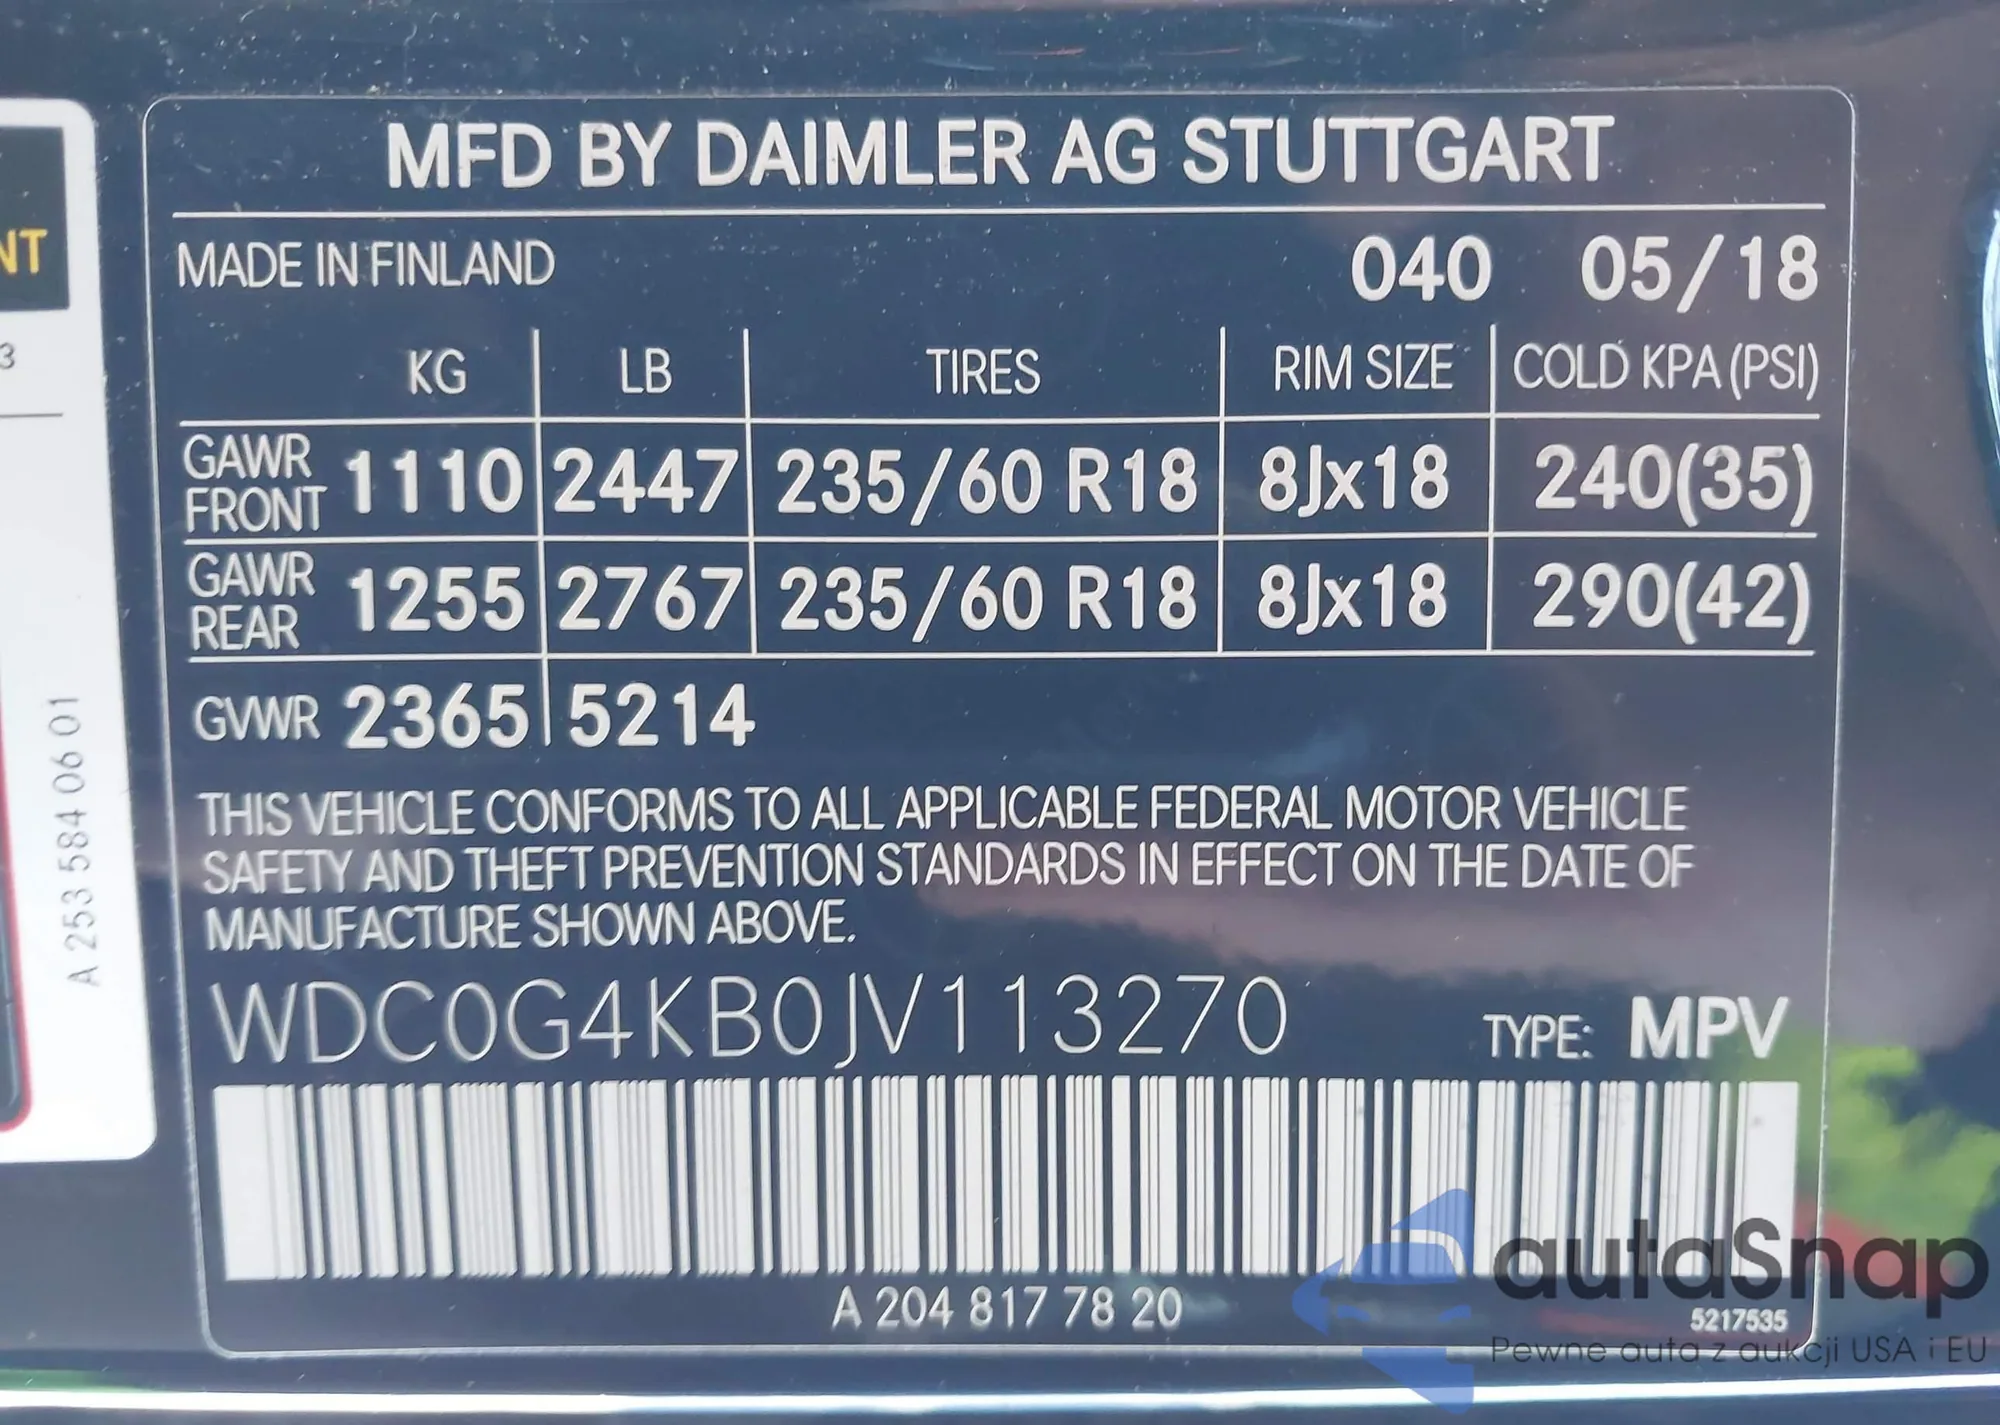 NT
3
A 253 584 06 01
MFD BY DAIMLER AG STUTTGART
MADE IN FINLAND 040 05/18
KG LB TIRES RIM SIZE COLD KPA (PSI)
GAWR FRONT 1110 2447 235/60 R18 8Jx18 240(35)
GAWR REAR 1255 2767 235/60 R18 8Jx18 290(42)
GVWR 2365 5214
THIS VEHICLE CONFORMS TO ALL APPLICABLE FEDERAL MOTOR VEHICLE
SAFETY AND THEFT PREVENTION STANDARDS IN EFFECT ON THE DATE OF
MANUFACTURE SHOWN ABOVE.
WDC0G4KB0JV113270 TYPE: MPV
A 204 817 78 20
5217535
autaSnap
Pewne auta z aukcji USA i EU